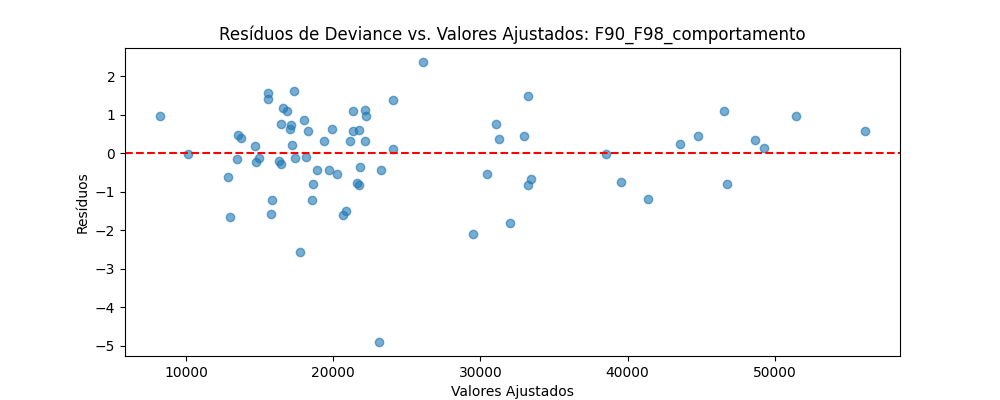 Resíduos de Deviance vs. Valores Ajustados: F90_F98_comportamento
Resíduos
2
1
0
−1
−2
−3
−4
−5
10000 20000 30000 40000 50000
Valores Ajustados